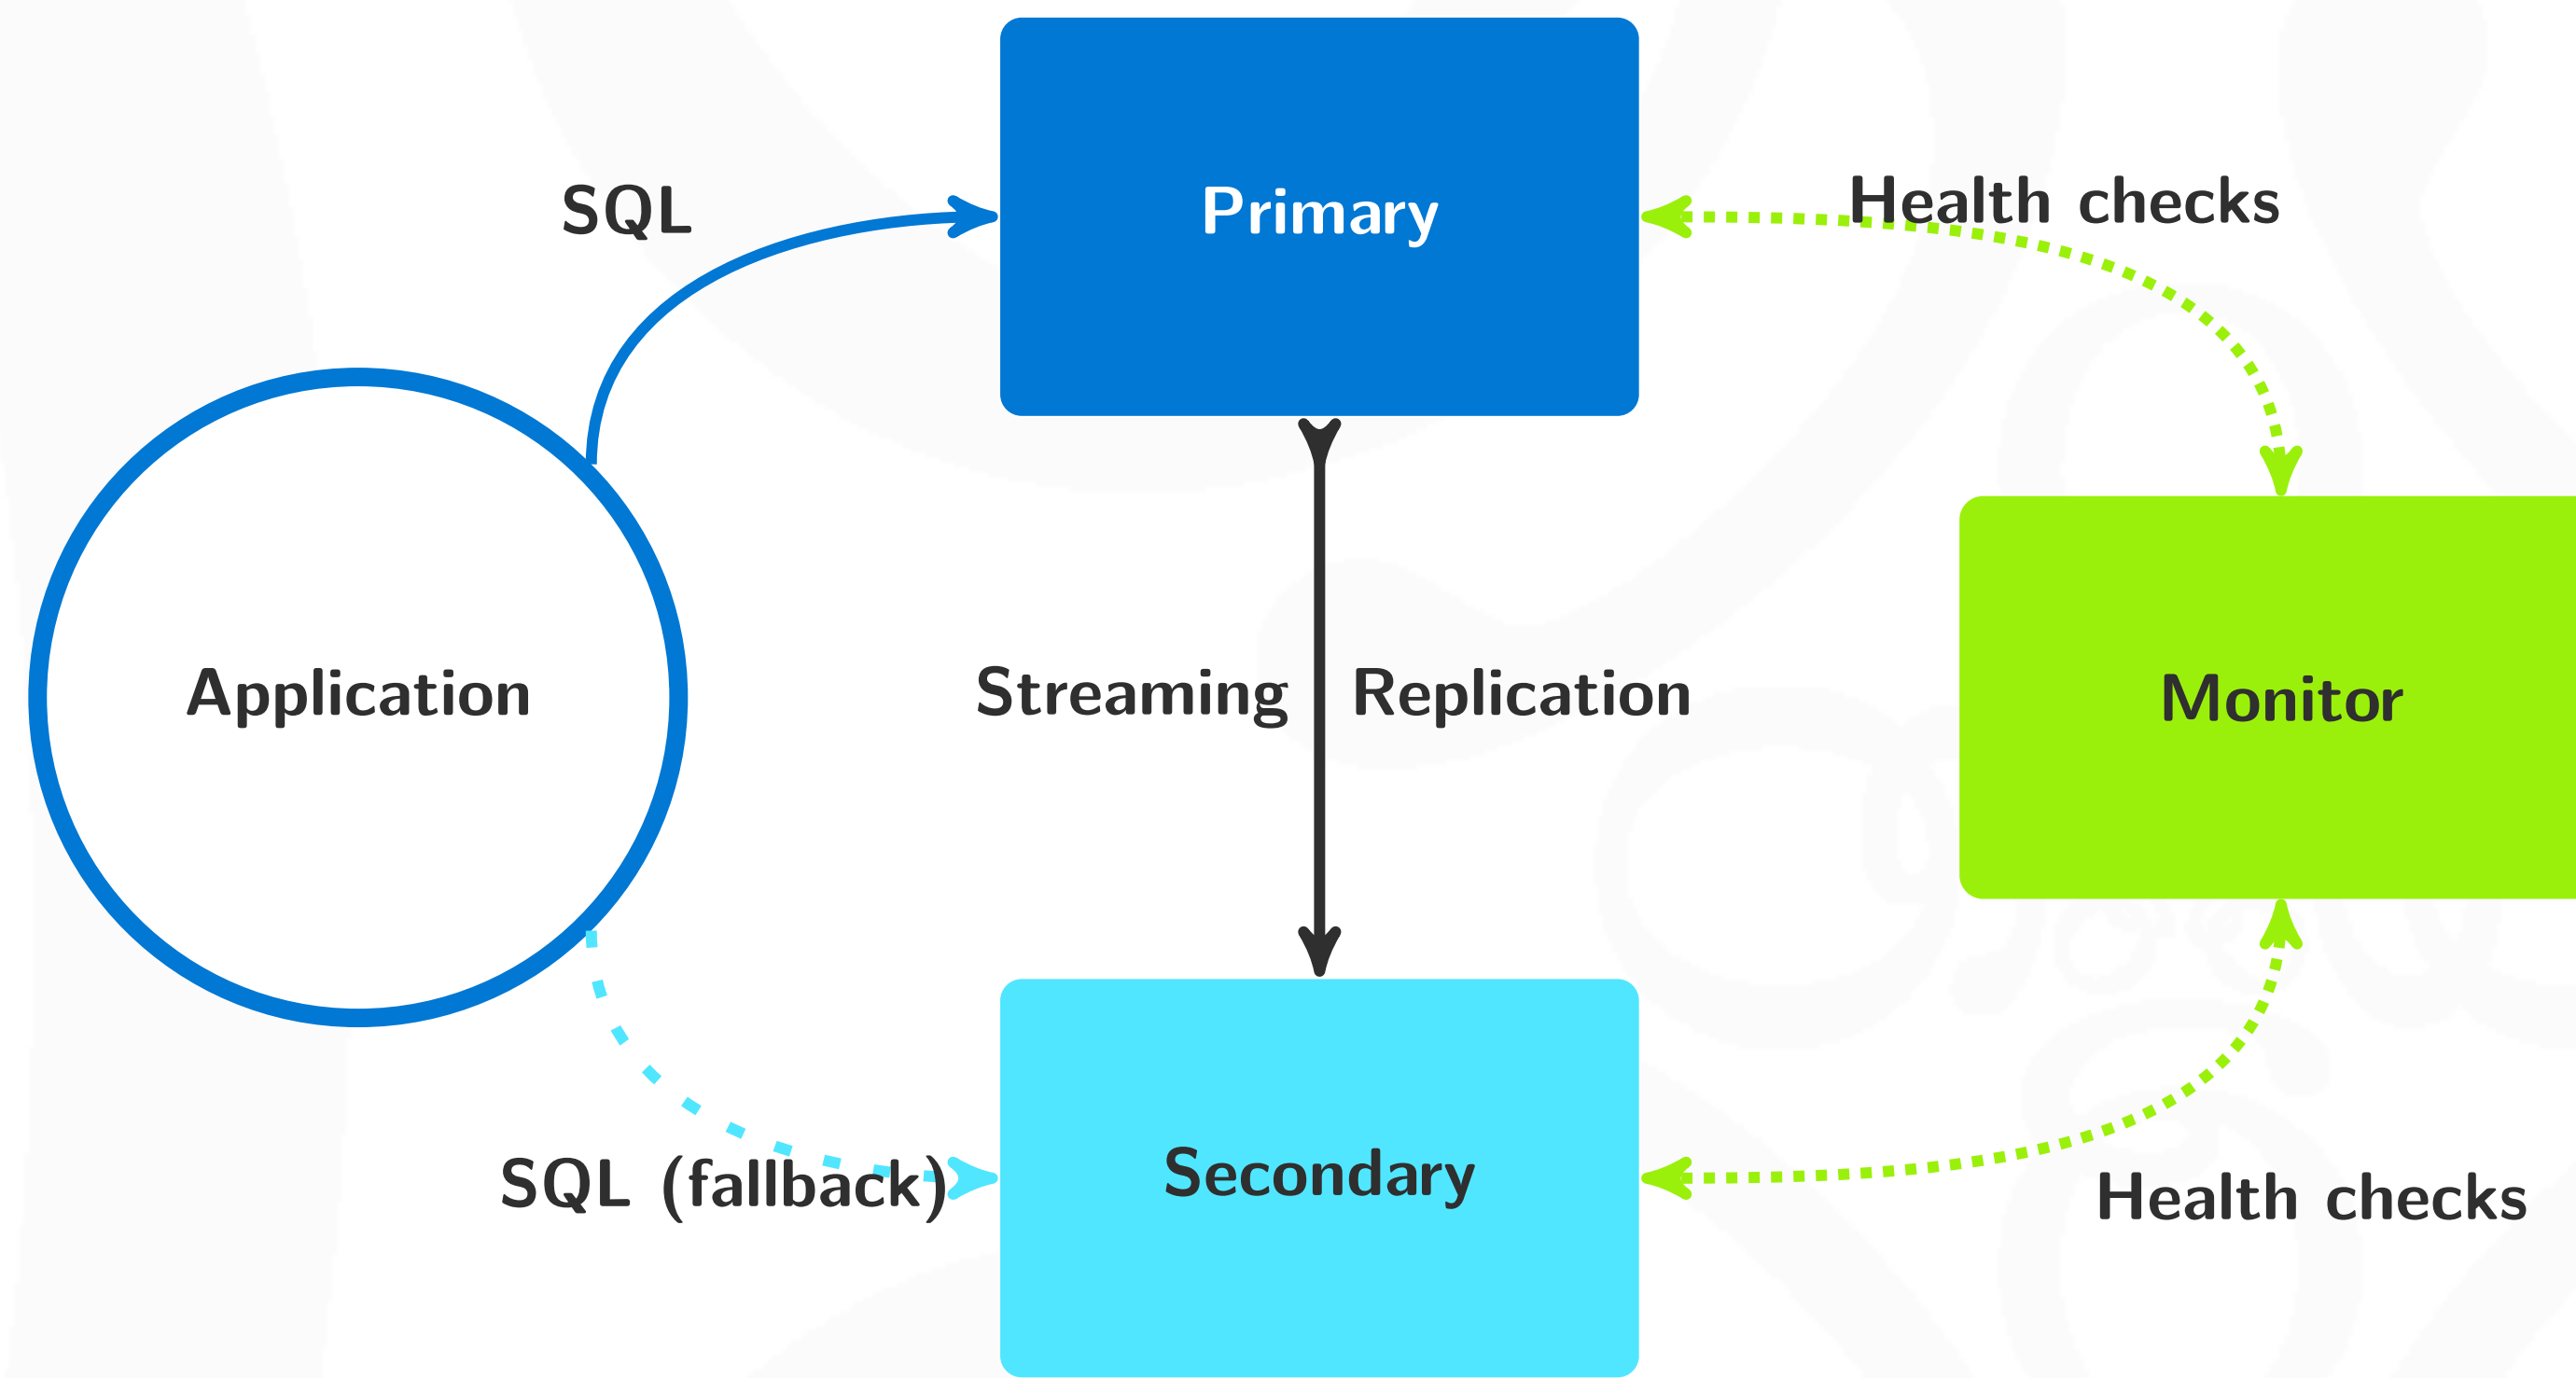 SQL
Primary
Health checks
Application
Streaming Replication
Monitor
SQL (fallback)
Secondary
Health checks